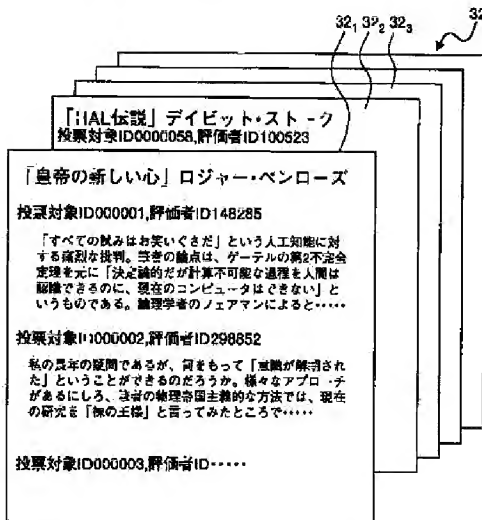 32₁ 32₂ 32₃ 32
「HAL伝説」デイビット・ストーク
投票対象ID0000058,評価者ID100523
「皇帝の新しい心」ロジャー・ペンローズ
投票対象ID000001,評価者ID148285
「すべての試みはお笑いぐさだ」という人工知能に対
する痛烈な批判。著者の論点は、ゲーデルの第2不完全
定理を元に「決定論的だが計算不可能な過程を人間は
認識できるのに、現在のコンピュータはできない」と
いうものである。論理学者のフェアマンによると‥‥‥
投票対象ID000002,評価者ID298852
私の長年の疑問であるが、何をもって「意識が解明され
た」ということができるのだろうか。様々なアプローチ
があるにしろ、著者の物理帝国主義的な方法では、現在
の研究を「裸の王様」と言ってみたところで‥‥‥
投票対象ID000003,評価者ID‥‥‥